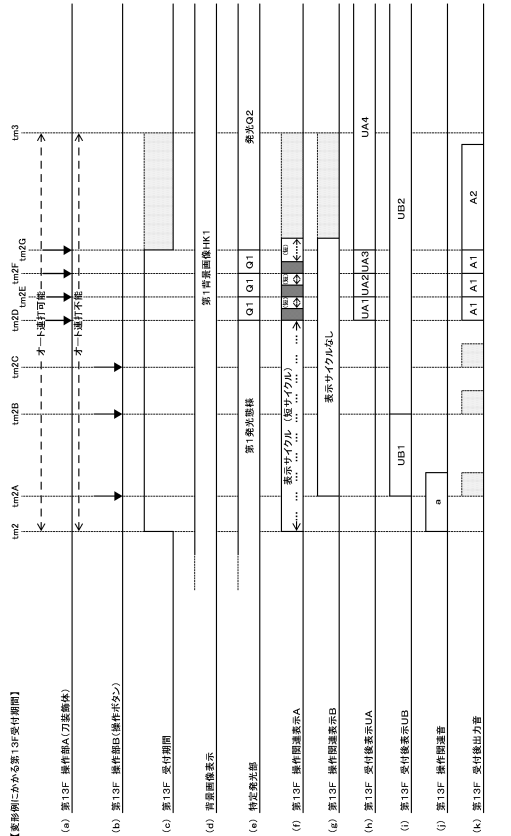 【変形例にかかる第13F受付期間】
tm2 tm2A tm2B tm2C tm2D tm2E tm2F tm2G tm3
オート連打可能
(a) 第13F 操作部A(刀装飾体)
オート連打不能
(b) 第13F 操作部B(操作ボタン)
(c) 第13F 受付期間
(d) 背景画像表示
第1背景画像HK1
(e) 特定発光部
第1発光態様 Q1 Q1 Q1 発光Q2
(f) 第13F 操作関連表示A
表示サイクル(短サイクル) (短) (短) (短)
(g) 第13F 操作関連表示B
表示サイクルなし
(h) 第13F 受付後表示UA
UA1 UA2 UA3 UA4
(i) 第13F 受付後表示UB
UB1 UB2
(j) 第13F 操作関連音
a
(k) 第13F 受付後出力音
A1 A1 A1 A2